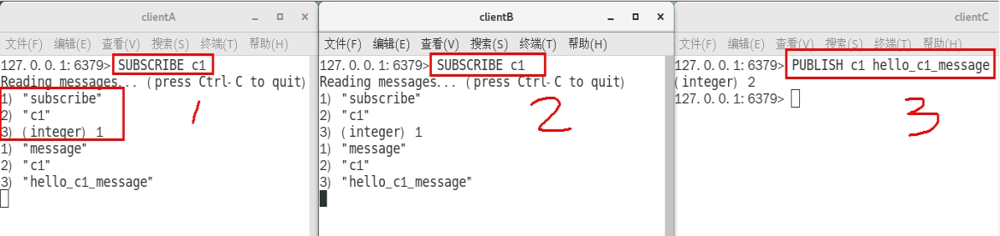 clientA
文件(F) 编辑(E) 查看(V) 搜索(S) 终端(T) 帮助(H)
127.0.0.1:6379> SUBSCRIBE c1
Reading messages... (press Ctrl-C to quit)
1) "subscribe"
2) "c1"
3) (integer) 1
1) "message"
2) "c1"
3) "hello_c1_message"
1
clientB
文件(F) 编辑(E) 查看(V) 搜索(S) 终端(T) 帮助(H)
127.0.0.1:6379> SUBSCRIBE c1
Reading messages... (press Ctrl-C to quit)
1) "subscribe"
2) "c1"
3) (integer) 1
1) "message"
2) "c1"
3) "hello_c1_message"
2
clientC
文件(F) 编辑(E) 查看(V) 搜索(S) 终端(T) 帮助(H)
127.0.0.1:6379> PUBLISH c1 hello_c1_message
(integer) 2
127.0.0.1:6379>
3